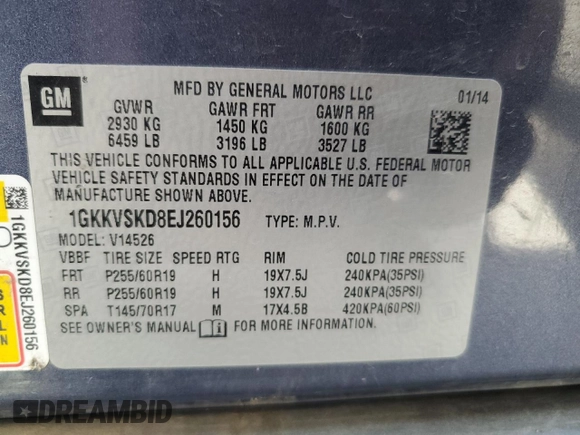 GM
MFD BY GENERAL MOTORS LLC
01/14
GVWR GAWR FRT GAWR RR
2930 KG 1450 KG 1600 KG
6459 LB 3196 LB 3527 LB
THIS VEHICLE CONFORMS TO ALL APPLICABLE U.S. FEDERAL MOTOR
VEHICLE SAFETY STANDARDS IN EFFECT ON THE DATE OF
MANUFACTURE SHOWN ABOVE.
1GKKVSKD8EJ260156 TYPE: M.P.V.
MODEL: V14526
VBBF TIRE SIZE SPEED RTG RIM COLD TIRE PRESSURE
FRT P255/60R19 H 19X7.5J 240KPA(35PSI)
RR P255/60R19 H 19X7.5J 240KPA(35PSI)
SPA T145/70R17 M 17X4.5B 420KPA(60PSI)
SEE OWNER'S MANUAL FOR MORE INFORMATION.
1GKKVSKD8EJ260156
DREAMBID